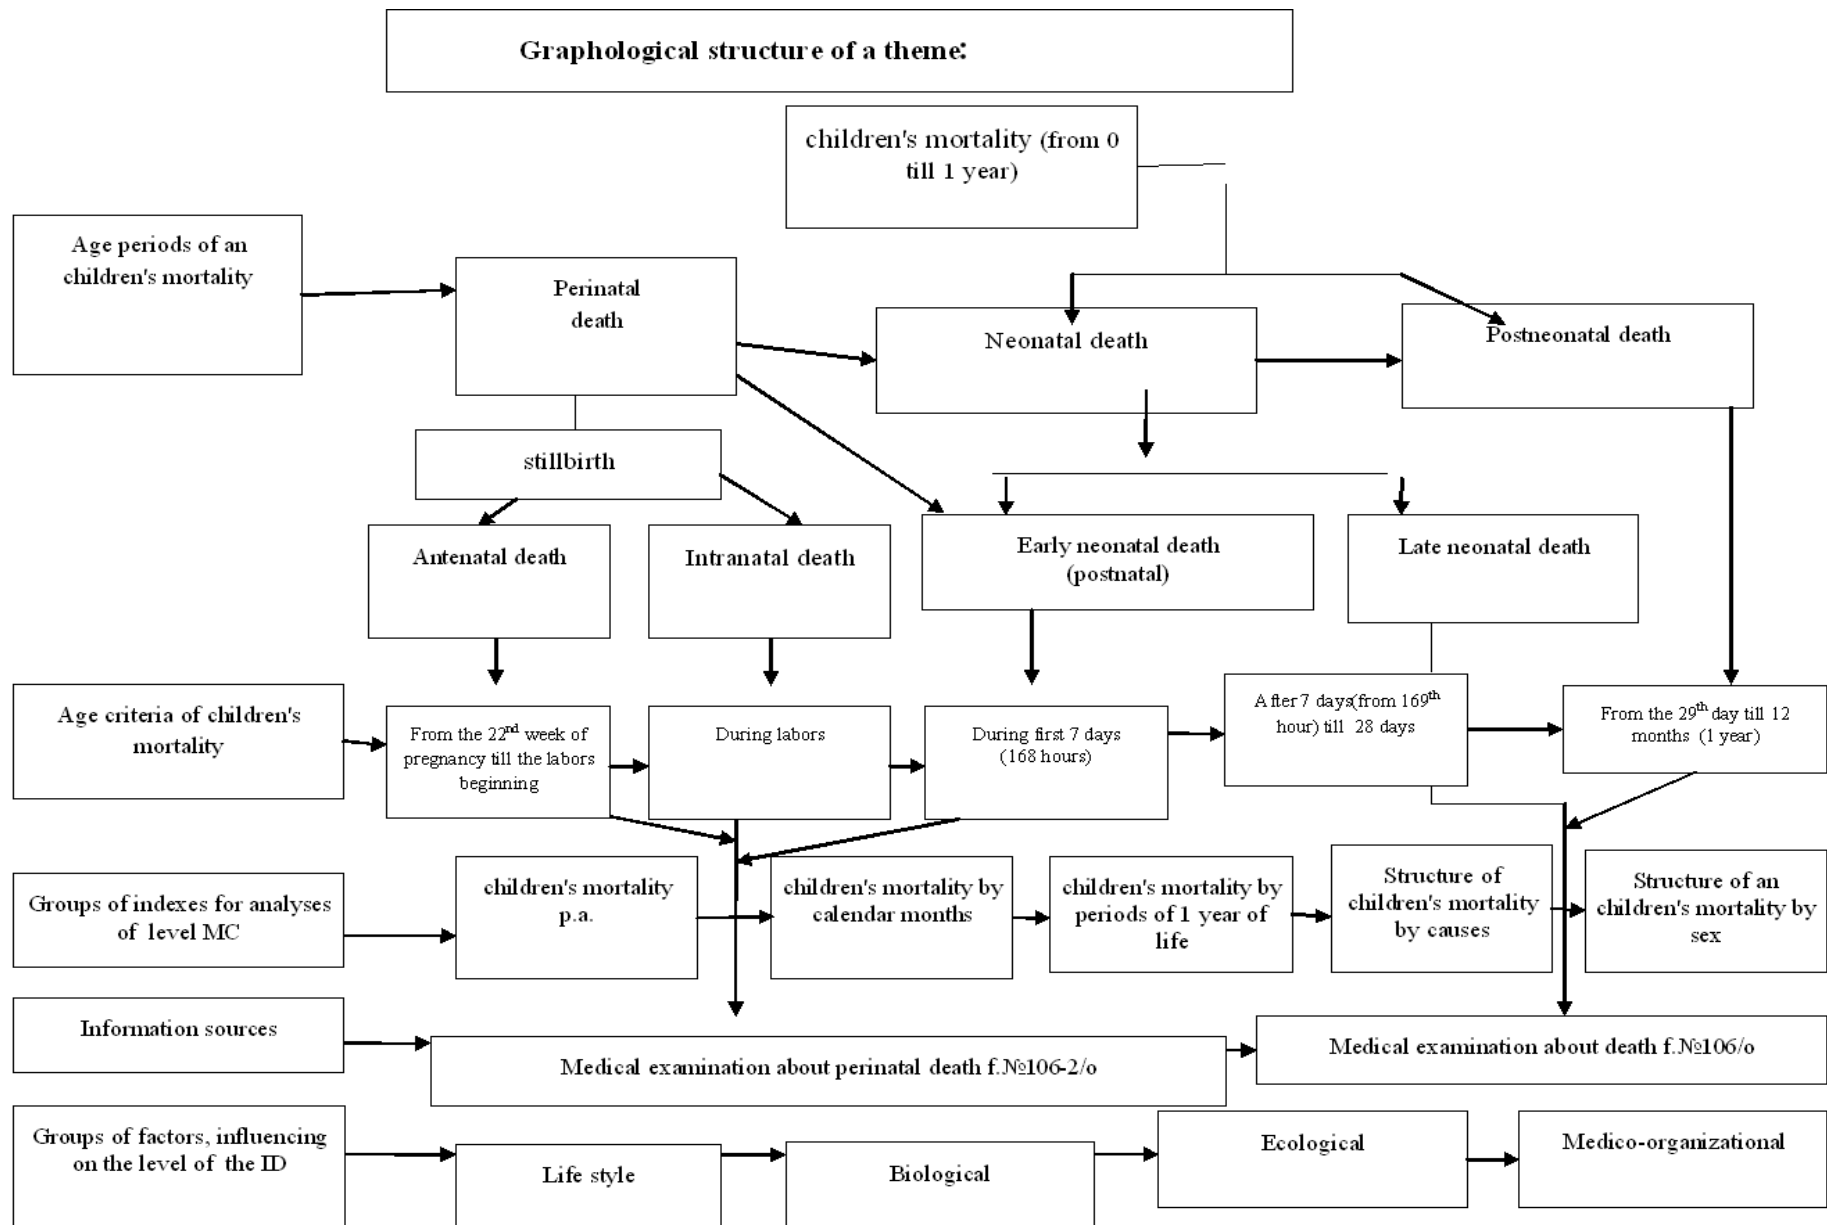 Graphological structure of a theme:
children's mortality (from 0
till 1 year)
Age periods of an
children's mortality
Perinatal
death
Neonatal death
Postneonatal death
stillbirth
Antenatal death
Intranatal death
Early neonatal death
(postnatal)
Late neonatal death
Age criteria of children's
mortality
From the 22nd week of
pregnancy till the labors
beginning
During labors
During first 7 days
(168 hours)
After 7 days(from 169th
hour) till 28 days
From the 29th day till 12
months (1 year)
Groups of indexes for analyses
of level MC
children's mortality
p.a.
children's mortality by
calendar months
children's mortality by
periods of 1 year of
life
Structure of
children's mortality
by causes
Structure of an
children's mortality by
sex
Information sources
Medical examination about perinatal death f.№106-2/o
Medical examination about death f.№106/o
Groups of factors, influencing
on the level of the ID
Life style
Biological
Ecological
Medico-organizational